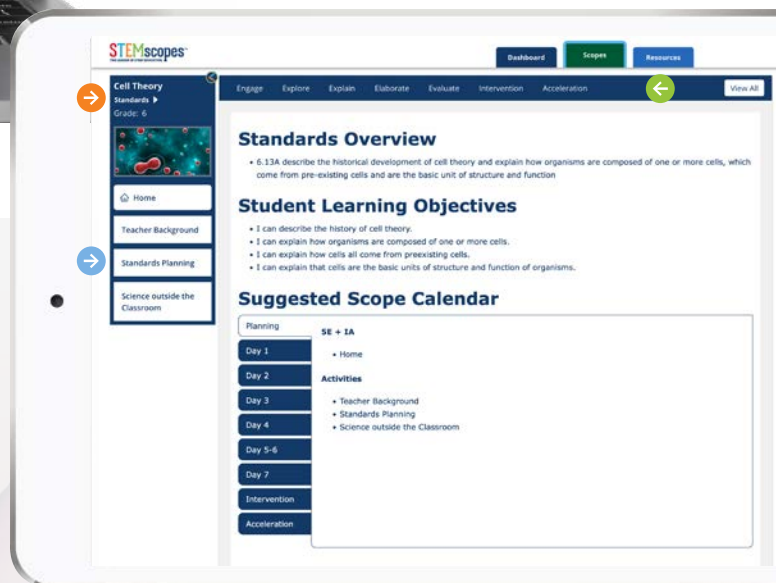 STEMscopes
Dashboard
Scopes
Resources
Cell Theory
Standards
Grade: 6
Home
Teacher Background
Standards Planning
Science outside the
Classroom
Engage Explore Explain Elaborate Evaluate Intervention Acceleration View All
Standards Overview
• 6.13A describe the historical development of cell theory and explain how organisms are composed of one or more cells, which
come from pre-existing cells and are the basic unit of structure and function
Student Learning Objectives
• I can describe the history of cell theory.
• I can explain how organisms are composed of one or more cells.
• I can explain how cells all come from preexisting cells.
• I can explain that cells are the basic units of structure and function of organisms.
Suggested Scope Calendar
Planning
Day 1
Day 2
Day 3
Day 4
Day 5-6
Day 7
Intervention
Acceleration
5E + IA
• Home
Activities
• Teacher Background
• Standards Planning
• Science outside the Classroom